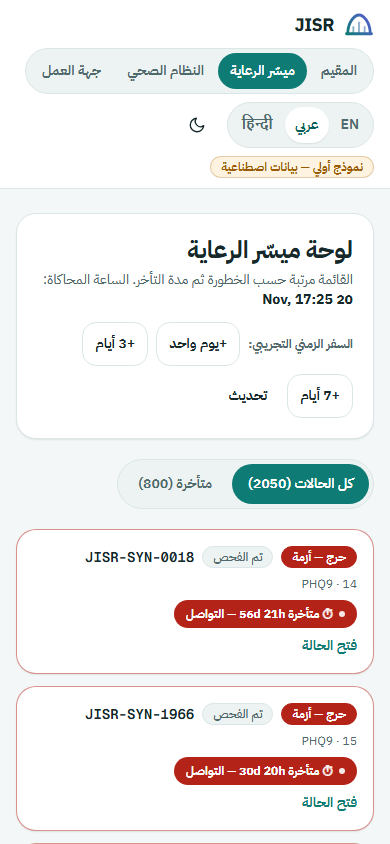 JISR
المقيم
ميسّر الرعاية
النظام الصحي
جهة العمل
EN
عربي
हिन्दी
نموذج أولي — بيانات اصطناعية
لوحة ميسّر الرعاية
القائمة مرتبة حسب الخطورة ثم مدة التأخر. الساعة المحاكاة:
20 Nov, 17:25
السفر الزمني التجريبي:
+يوم واحد
+3 أيام
+7 أيام
تحديث
كل الحالات (2050)
متأخرة (800)
حرج — أزمة
تم الفحص
JISR-SYN-0018
PHQ9 · 14
متأخرة 56d 21h — التواصل
فتح الحالة
حرج — أزمة
تم الفحص
JISR-SYN-1966
PHQ9 · 15
متأخرة 30d 20h — التواصل
فتح الحالة